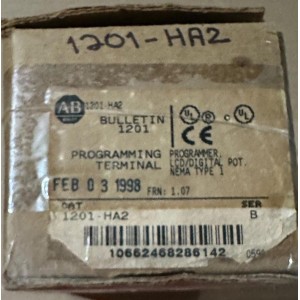 1201-HA2
AB
1201-HA2
BULLETIN
1201
UL
UL
CE
PROGRAMMING
TERMINAL
PROGRAMMER,
LCD/DIGITAL POT.
NEMA TYPE 1
FEB 03 1998
FRN: 1.07
CAT
SER
1201-HA2
B
10662468286142